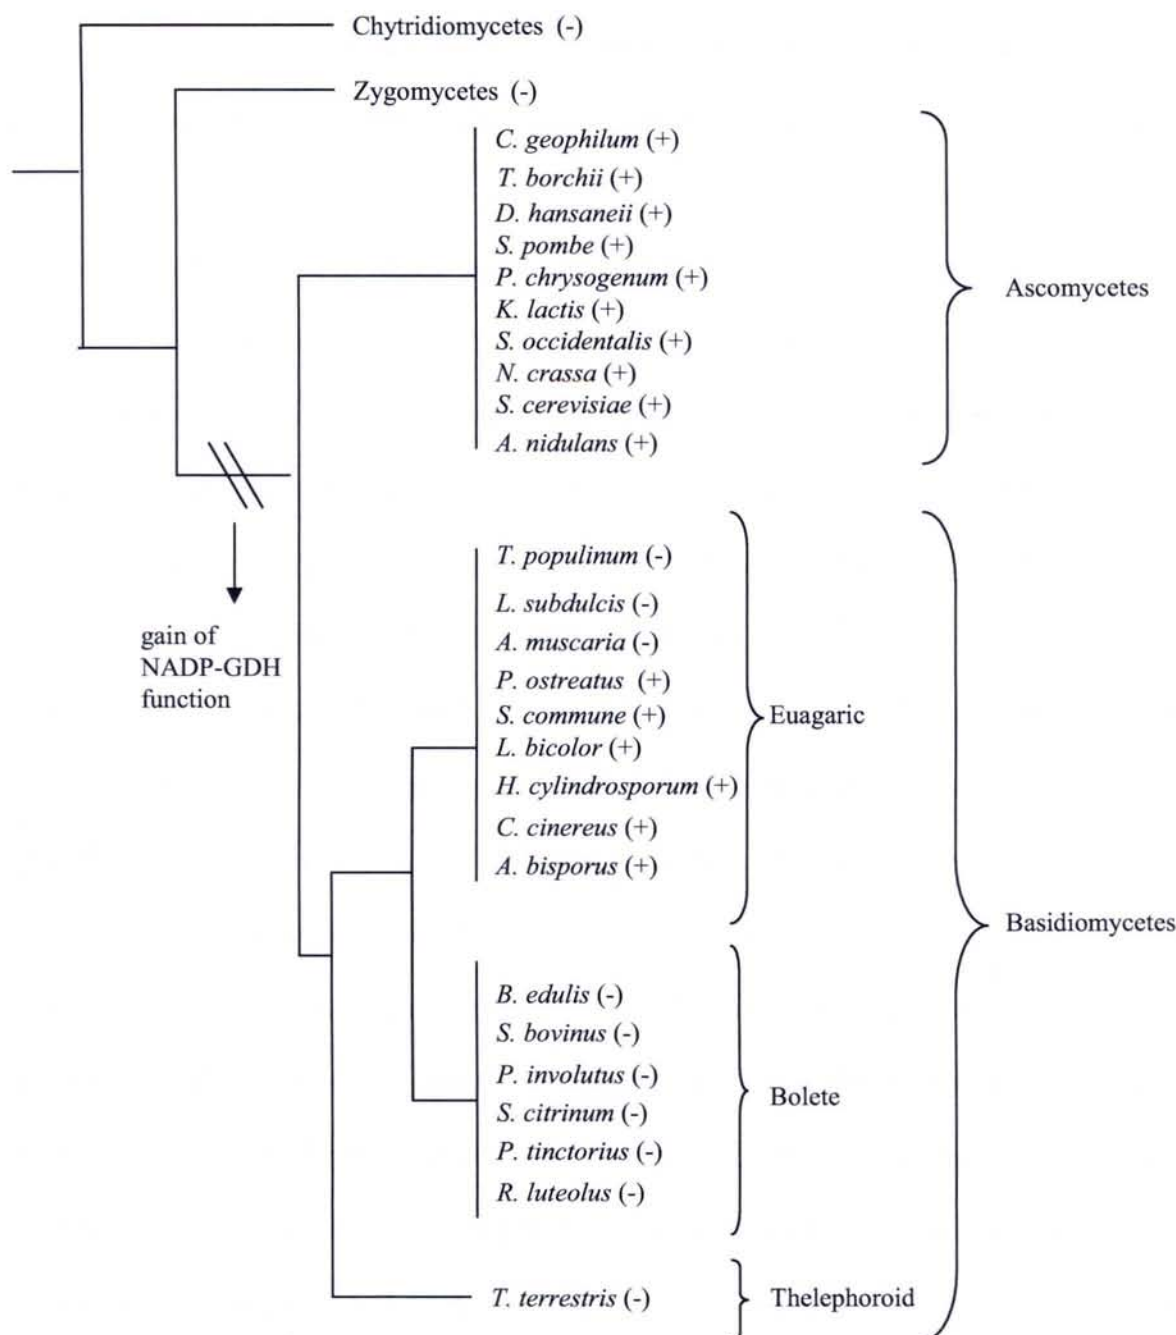 Chytridiomycetes (-)
Zygomycetes (-)
C. geophilum (+)
T. borchii (+)
D. hansaneii (+)
S. pombe (+)
P. chrysogenum (+)
K. lactis (+)
S. occidentalis (+)
N. crassa (+)
S. cerevisiae (+)
A. nidulans (+)
Ascomycetes
gain of
NADP-GDH
function
T. populinum (-)
L. subdulcis (-)
A. muscaria (-)
P. ostreatus (+)
S. commune (+)
L. bicolor (+)
H. cylindrosporum (+)
C. cinereus (+)
A. bisporus (+)
Euagaric
B. edulis (-)
S. bovinus (-)
P. involutus (-)
S. citrinum (-)
P. tinctorius (-)
R. luteolus (-)
Bolete
Basidiomycetes
T. terrestris (-)
Thelephoroid